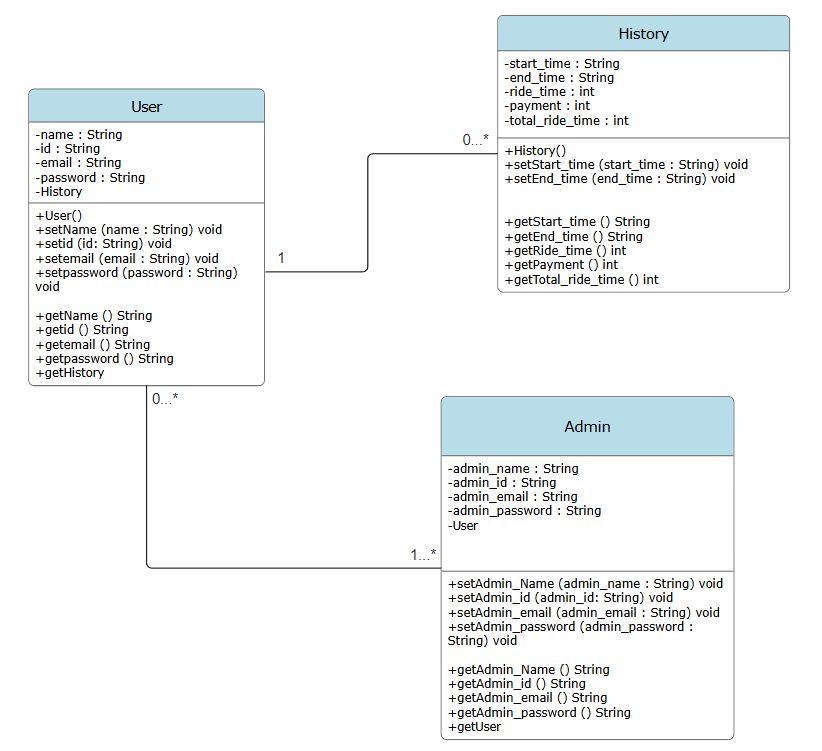 History
-start_time : String
-end_time : String
-ride_time : int
-payment : int
-total_ride_time : int
+History()
+setStart_time (start_time : String) void
+setEnd_time (end_time : String) void
+getStart_time () String
+getEnd_time () String
+getRide_time () int
+getPayment () int
+getTotal_ride_time () int
0...*
User
-name : String
-id : String
-email : String
-password : String
-History
+User()
+setName (name : String) void
+setid (id: String) void
+setemail (email : String) void
+setpassword (password : String)
void
+getName () String
+getid () String
+getemail () String
+getpassword () String
+getHistory
1
0...*
1...*
Admin
-admin_name : String
-admin_id : String
-admin_email : String
-admin_password : String
-User
+setAdmin_Name (admin_name : String) void
+setAdmin_id (admin_id: String) void
+setAdmin_email (admin_email : String) void
+setAdmin_password (admin_password :
String) void
+getAdmin_Name () String
+getAdmin_id () String
+getAdmin_email () String
+getAdmin_password () String
+getUser